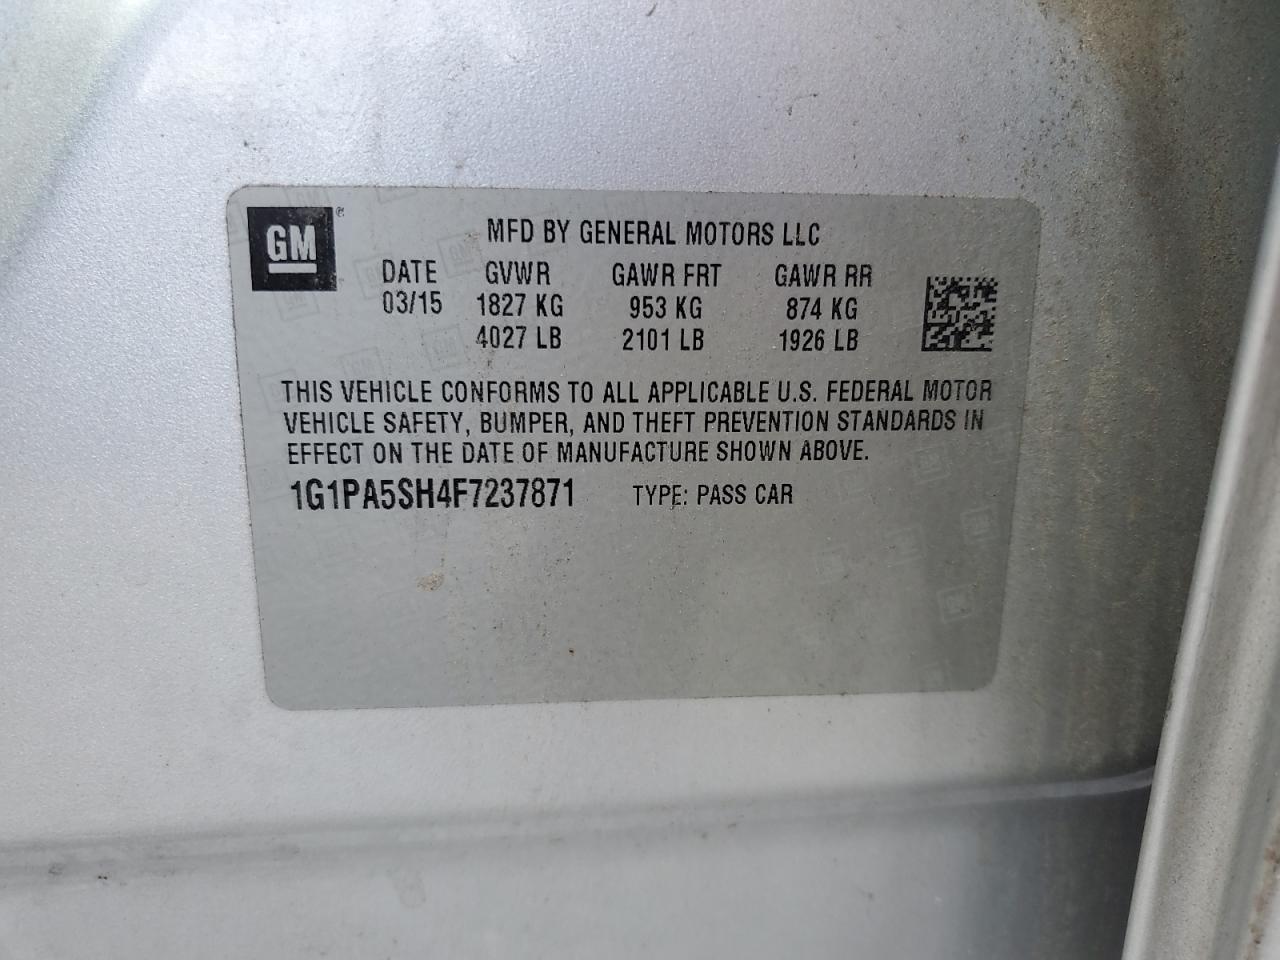 GM ®
MFD BY GENERAL MOTORS LLC
DATE GVWR GAWR FRT GAWR RR
03/15 1827 KG 953 KG 874 KG
4027 LB 2101 LB 1926 LB
THIS VEHICLE CONFORMS TO ALL APPLICABLE U.S. FEDERAL MOTOR
VEHICLE SAFETY, BUMPER, AND THEFT PREVENTION STANDARDS IN
EFFECT ON THE DATE OF MANUFACTURE SHOWN ABOVE.
1G1PA5SH4F7237871 TYPE: PASS CAR